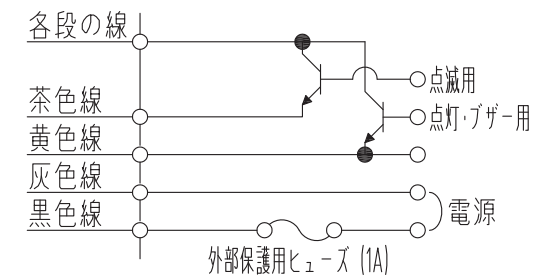 各段の線
点滅用
茶色線
点灯・ブザー用
黄色線
灰色線
電源
黒色線
外部保護用ヒューズ (1A)